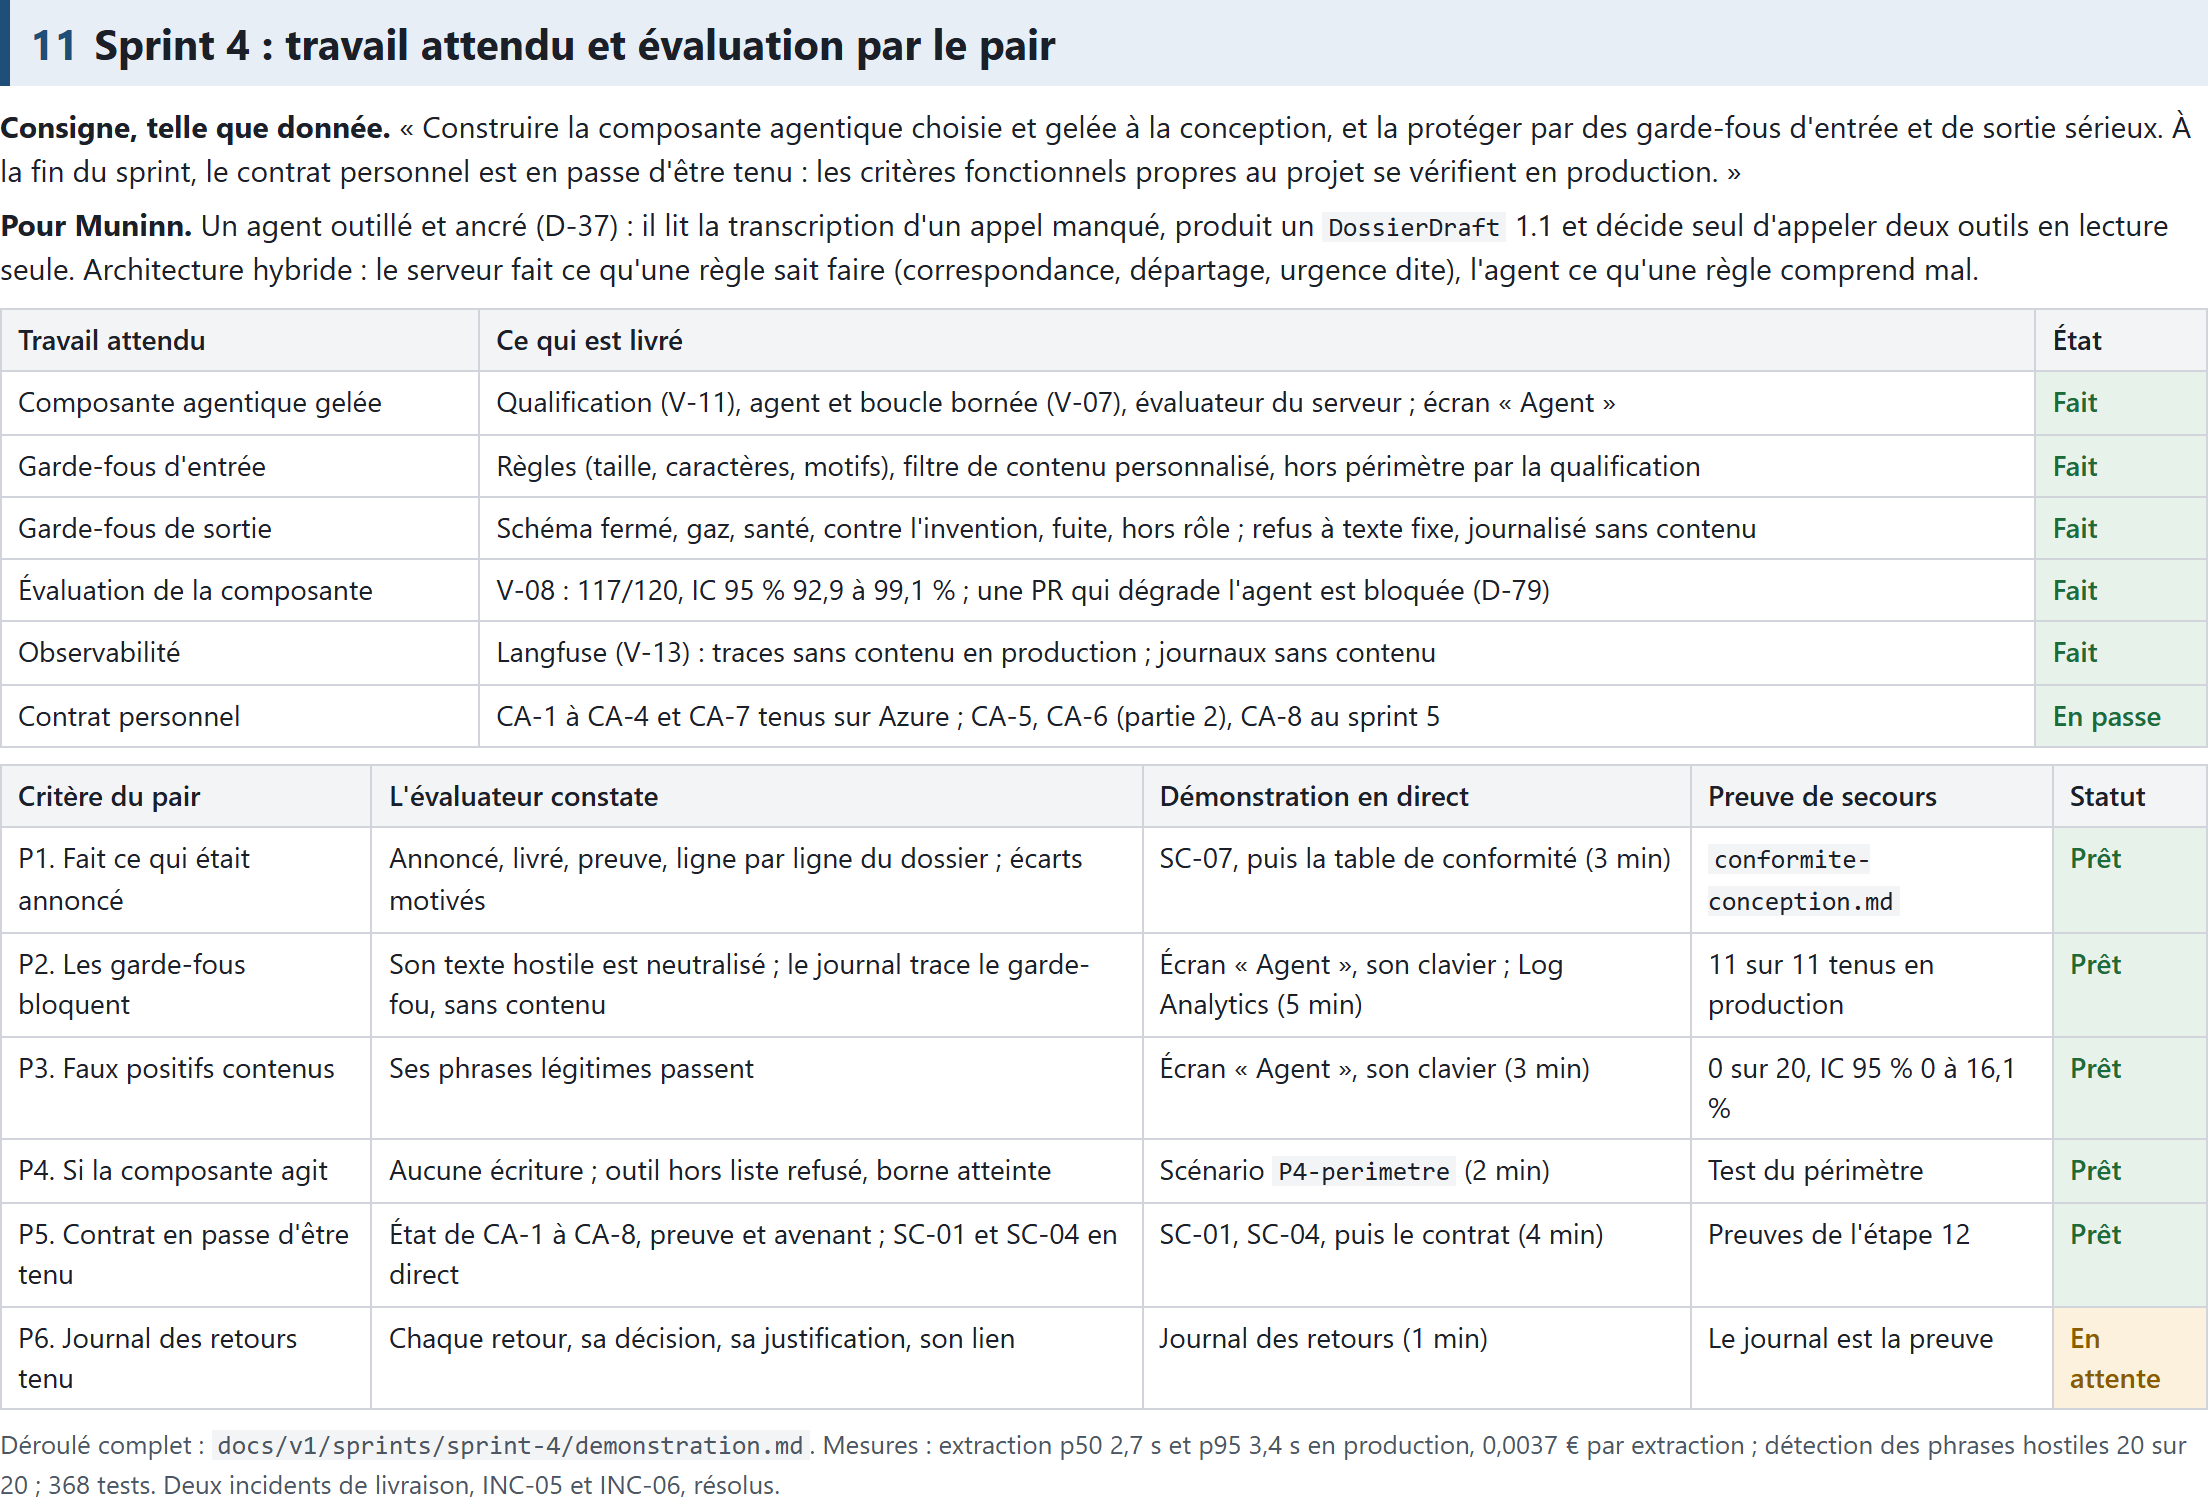 11 Sprint 4 : travail attendu et évaluation par le pair
Consigne, telle que donnée. « Construire la composante agentique choisie et gelée à la conception, et la protéger par des garde-fous d'entrée et de sortie sérieux. À
la fin du sprint, le contrat personnel est en passe d'être tenu : les critères fonctionnels propres au projet se vérifient en production. »
Pour Muninn. Un agent outillé et ancré (D-37) : il lit la transcription d'un appel manqué, produit un DossierDraft 1.1 et décide seul d'appeler deux outils en lecture
seule. Architecture hybride : le serveur fait ce qu'une règle sait faire (correspondance, départage, urgence dite), l'agent ce qu'une règle comprend mal.
Travail attendu Ce qui est livré État
Composante agentique gelée Qualification (V-11), agent et boucle bornée (V-07), évaluateur du serveur ; écran « Agent » Fait
Garde-fous d'entrée Règles (taille, caractères, motifs), filtre de contenu personnalisé, hors périmètre par la qualification Fait
Garde-fous de sortie Schéma fermé, gaz, santé, contre l'invention, fuite, hors rôle ; refus à texte fixe, journalisé sans contenu Fait
Évaluation de la composante V-08 : 117/120, IC 95 % 92,9 à 99,1 % ; une PR qui dégrade l'agent est bloquée (D-79) Fait
Observabilité Langfuse (V-13) : traces sans contenu en production ; journaux sans contenu Fait
Contrat personnel CA-1 à CA-4 et CA-7 tenus sur Azure ; CA-5, CA-6 (partie 2), CA-8 au sprint 5 En passe
Critère du pair L'évaluateur constate Démonstration en direct Preuve de secours Statut
P1. Fait ce qui était Annoncé, livré, preuve, ligne par ligne du dossier ; écarts SC-07, puis la table de conformité (3 min) conformite- Prêt
annoncé motivés conception.md
P2. Les garde-fous Son texte hostile est neutralisé ; le journal trace le garde- Écran « Agent », son clavier ; Log 11 sur 11 tenus en Prêt
bloquent fou, sans contenu Analytics (5 min) production
P3. Faux positifs contenus Ses phrases légitimes passent Écran « Agent », son clavier (3 min) 0 sur 20, IC 95 % 0 à 16,1 Prêt
%
P4. Si la composante agit Aucune écriture ; outil hors liste refusé, borne atteinte Scénario P4-perimetre (2 min) Test du périmètre Prêt
P5. Contrat en passe d'être État de CA-1 à CA-8, preuve et avenant ; SC-01 et SC-04 en SC-01, SC-04, puis le contrat (4 min) Preuves de l'étape 12 Prêt
tenu direct
P6. Journal des retours Chaque retour, sa décision, sa justification, son lien Journal des retours (1 min) Le journal est la preuve En
tenu attente
Déroulé complet : docs/v1/sprints/sprint-4/demonstration.md. Mesures : extraction p50 2,7 s et p95 3,4 s en production, 0,0037 € par extraction ; détection des phrases hostiles 20 sur
20 ; 368 tests. Deux incidents de livraison, INC-05 et INC-06, résolus.